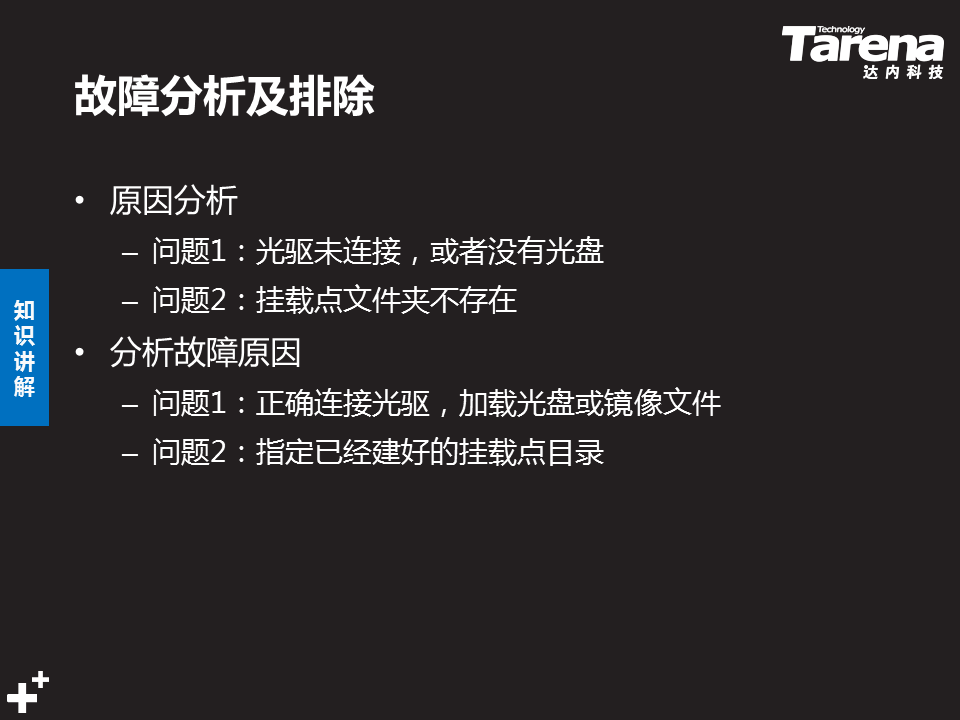 Technology
Tarena
达内科技
故障分析及排除
• 原因分析
– 问题1：光驱未连接，或者没有光盘
– 问题2：挂载点文件夹不存在
• 分析故障原因
– 问题1：正确连接光驱，加载光盘或镜像文件
– 问题2：指定已经建好的挂载点目录
知识讲解